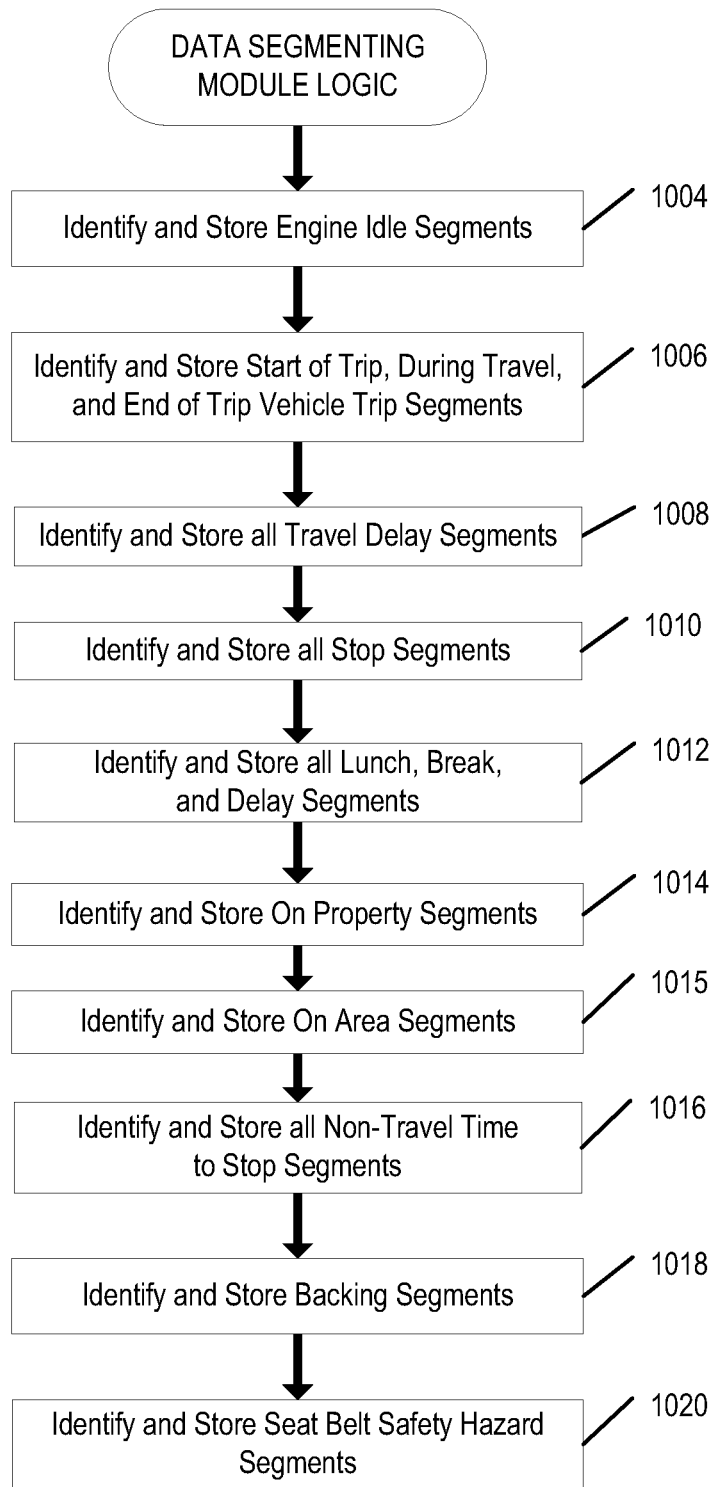 DATA SEGMENTING
MODULE LOGIC
1004
Identify and Store Engine Idle Segments
1006
Identify and Store Start of Trip, During Travel,
and End of Trip Vehicle Trip Segments
1008
Identify and Store all Travel Delay Segments
1010
Identify and Store all Stop Segments
1012
Identify and Store all Lunch, Break,
and Delay Segments
1014
Identify and Store On Property Segments
1015
Identify and Store On Area Segments
1016
Identify and Store all Non-Travel Time
to Stop Segments
1018
Identify and Store Backing Segments
1020
Identify and Store Seat Belt Safety Hazard
Segments